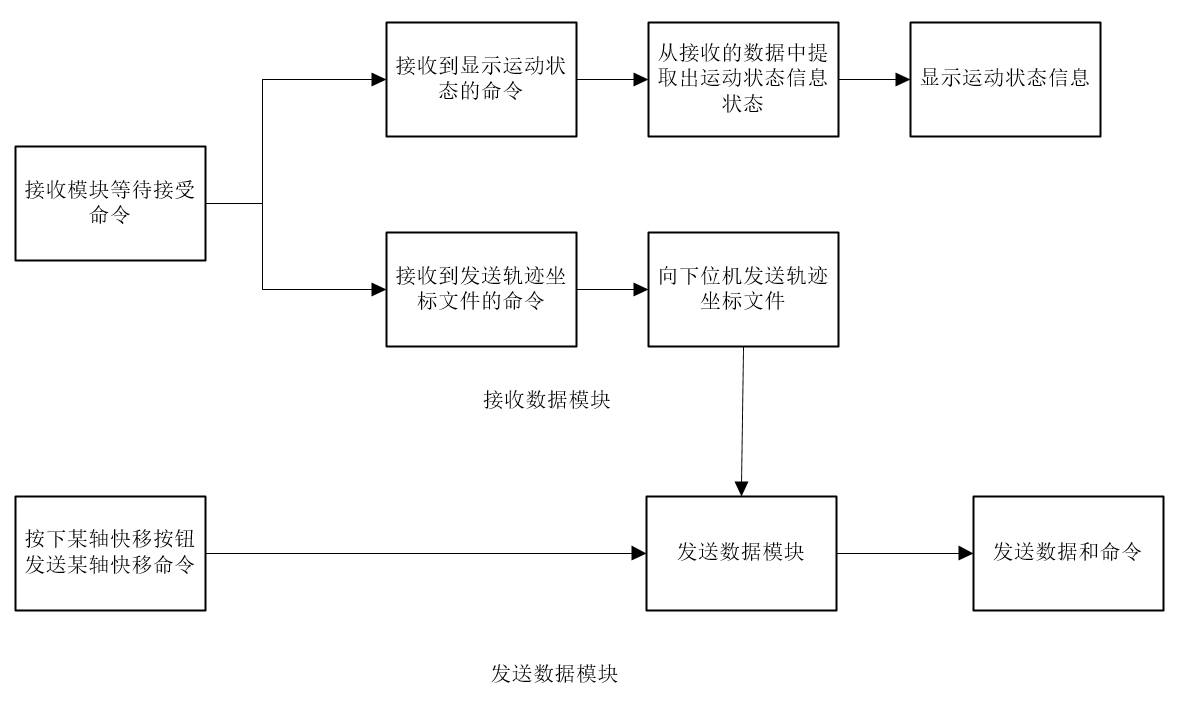 接收到显示运动状
态的命令
从接收的数据中提
取出运动状态信息
状态
显示运动状态信息
接收模块等待接受
命令
接收到发送轨迹坐
标文件的命令
向下位机发送轨迹
坐标文件
接收数据模块
按下某轴快移按钮
发送某轴快移命令
发送数据模块
发送数据和命令
发送数据模块